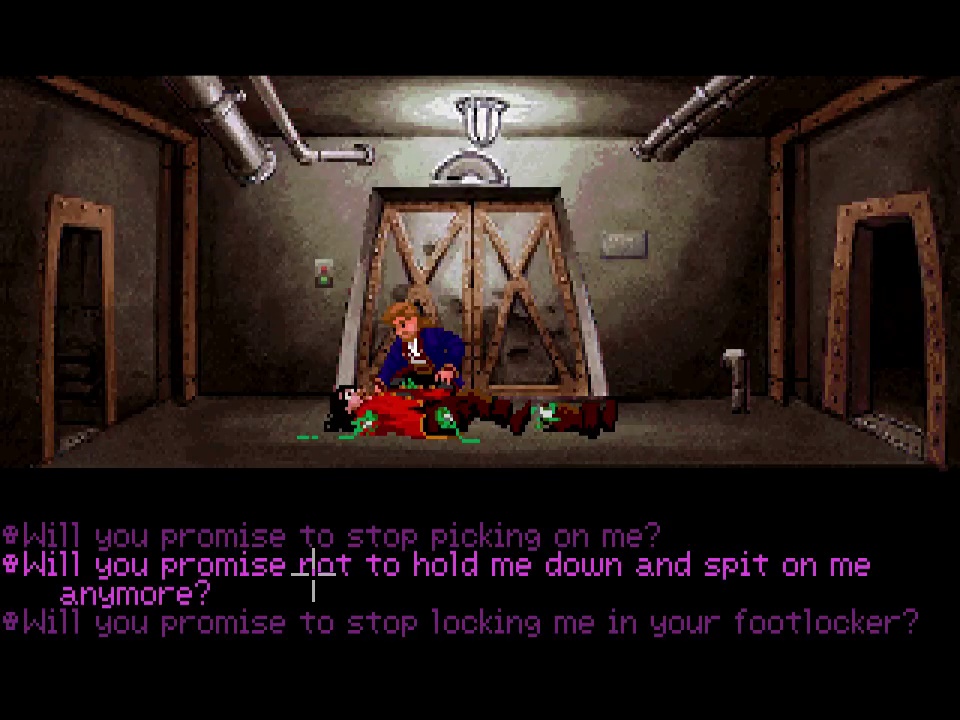 Will you promise to stop picking on me?
Will you promise not to hold me down and spit on me
anymore?
Will you promise to stop locking me in your footlocker?